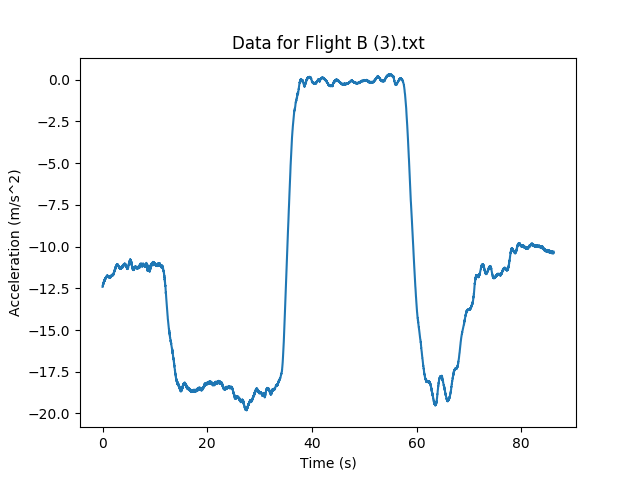 Data for Flight B (3).txt
Acceleration (m/s^2)
0.0
−2.5
−5.0
−7.5
−10.0
−12.5
−15.0
−17.5
−20.0
0 20 40 60 80
Time (s)